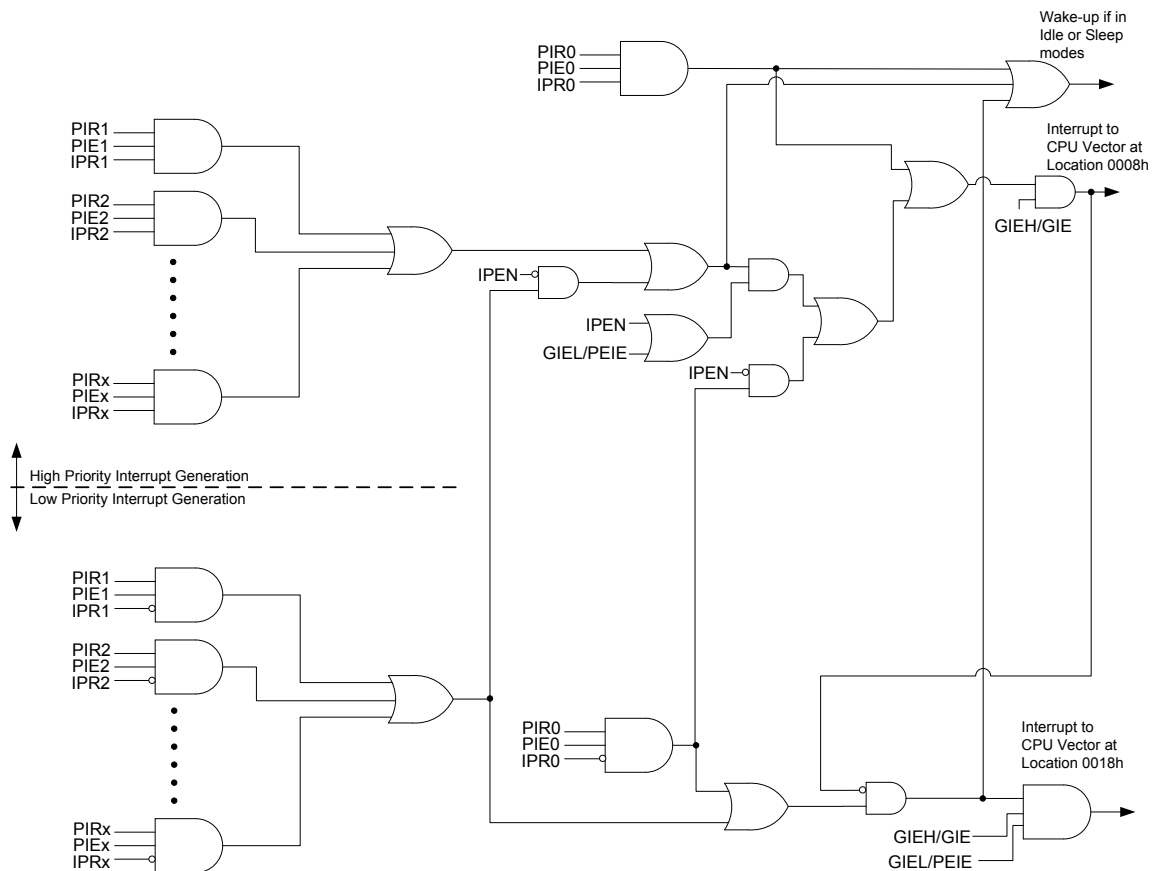 Wake-up if in
Idle or Sleep
modes
PIR0
PIE0
IPR0
Interrupt to
CPU Vector at
Location 0008h
PIR1
PIE1
IPR1
PIR2
PIE2
IPR2
GIEH/GIE
IPEN
IPEN
GIEL/PEIE
IPEN
PIRx
PIEx
IPRx
High Priority Interrupt Generation
Low Priority Interrupt Generation
PIR1
PIE1
IPR1
PIR2
PIE2
IPR2
PIR0
PIE0
IPR0
Interrupt to
CPU Vector at
Location 0018h
PIRx
PIEx
IPRx
GIEH/GIE
GIEL/PEIE